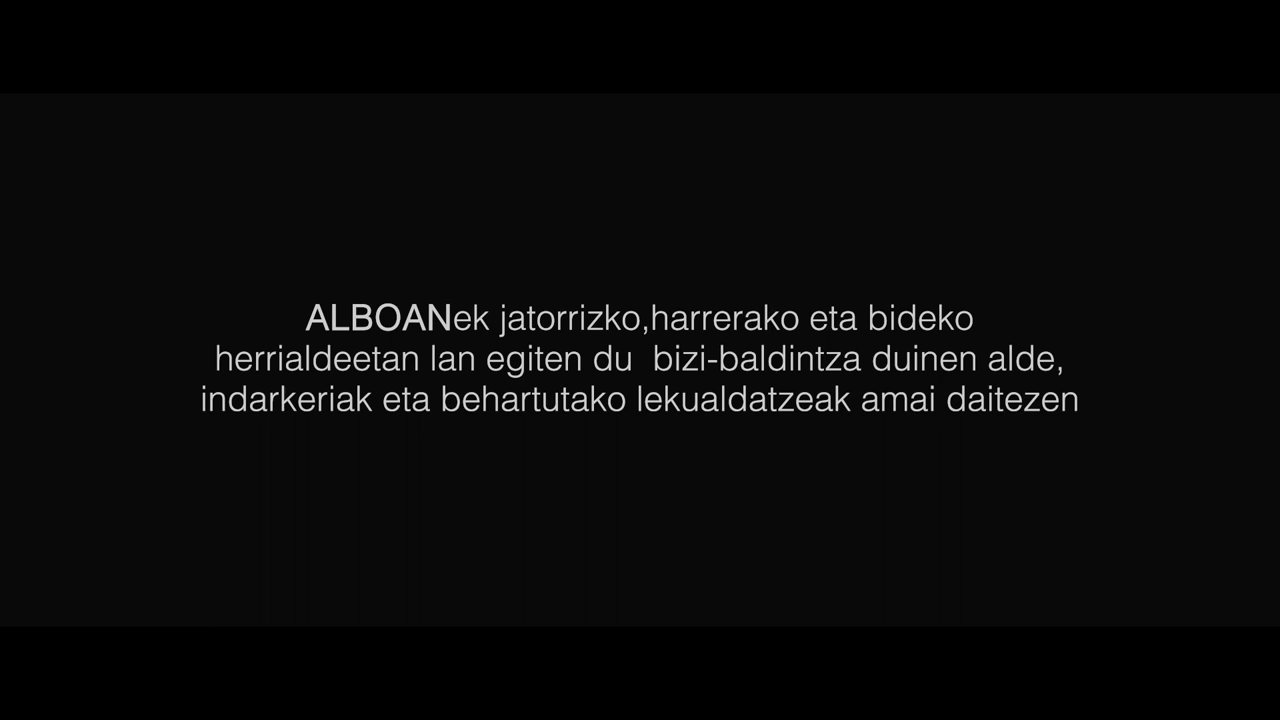 ALBOANek jatorrizko,harrerako eta bideko
herrialdeetan lan egiten du  bizi-baldintza duinen alde,
indarkeriak eta behartutako lekualdatzeak amai daitezen